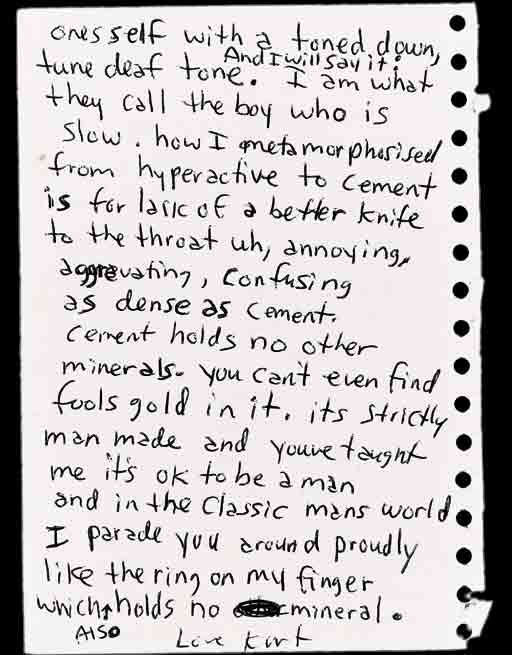 ones self with a toned down,
And I will say it!
tune deaf tone. I am what
they call the boy who is
slow. how I metamorphosised
from hyperactive to cement
is for lack of a better knife
to the throat uh, annoying,
aggravating, confusing
as dense as cement.
cement holds no other
minerals. you can't even find
fools gold in it. its strictly
man made and youve taught
me it's ok to be a man
and in the classic mans world
I parade you around proudly
like the ring on my finger
which holds no mineral.
Also
Love Kurt